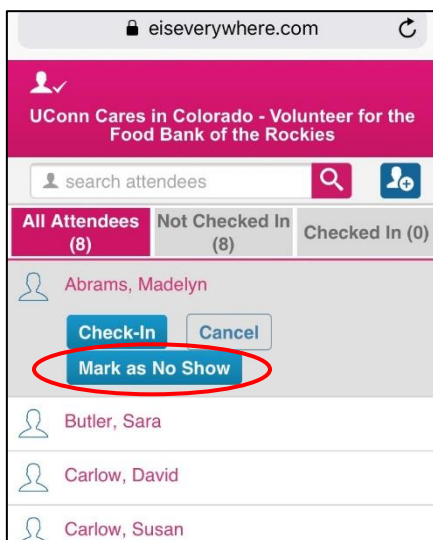 eiseverywhere.com
UConn Cares in Colorado - Volunteer for the
Food Bank of the Rockies
search attendees
All Attendees (8)
Not Checked In (8)
Checked In (0)
Abrams, Madelyn
Check-In Cancel
Mark as No Show
Butler, Sara
Carlow, David
Carlow, Susan